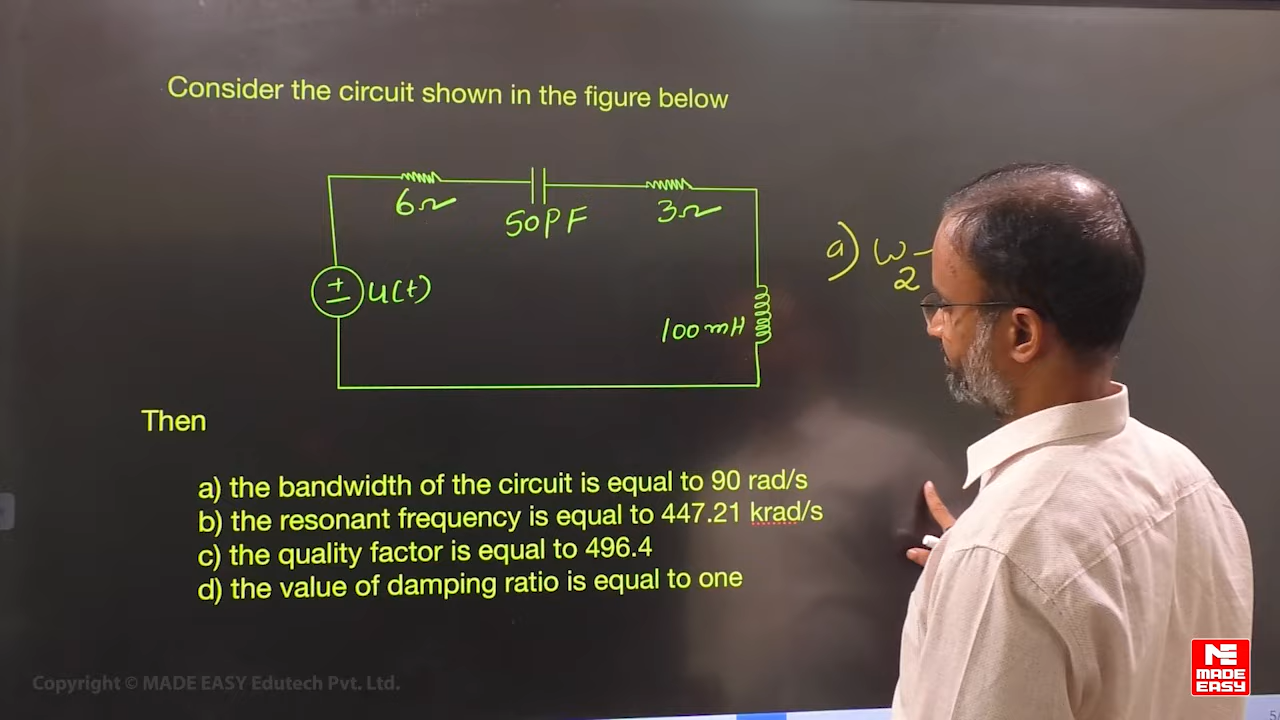 Consider the circuit shown in the figure below
6Ω
50PF
3Ω
u(t)
100mH
a) ω
2
Then
a) the bandwidth of the circuit is equal to 90 rad/s
b) the resonant frequency is equal to 447.21 krad/s
c) the quality factor is equal to 496.4
d) the value of damping ratio is equal to one
Copyright © MADE EASY Edutech Pvt. Ltd.
ME
MADE
EASY